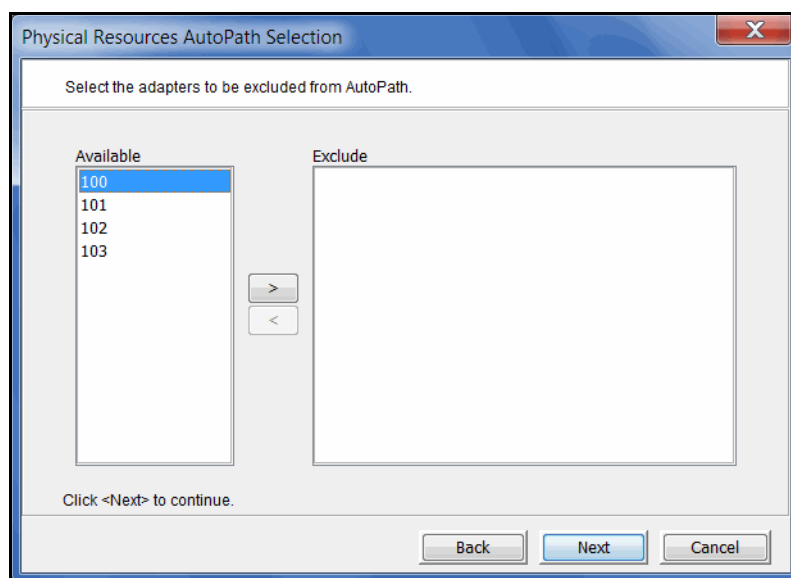 Physical Resources AutoPath Selection
X
Select the adapters to be excluded from AutoPath.
Available
Exclude
100
101
102
103
>
<
Click <Next> to continue.
Back
Next
Cancel